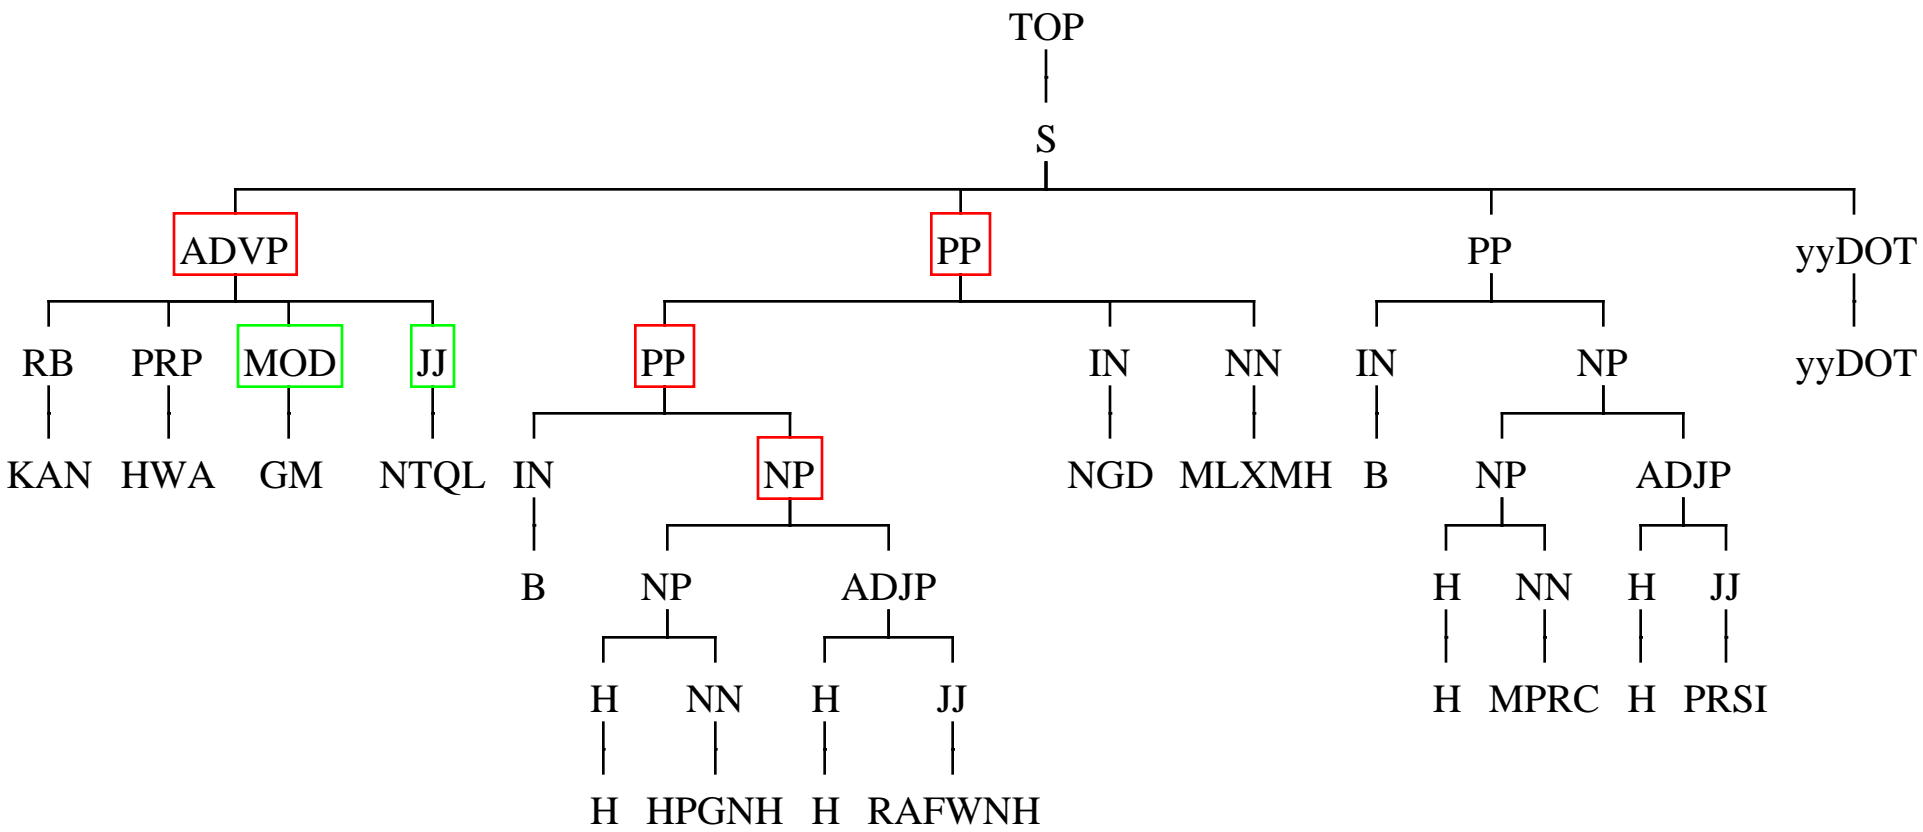 TOP
S
ADVP PP PP yyDOT
RB PRP MOD JJ PP IN NN IN NP yyDOT
KAN HWA GM NTQL IN NP NGD MLXMH B NP ADJP
B NP ADJP H NN H JJ
H NN H JJ H MPRC H PRSI
H HPGNH H RAFWNH